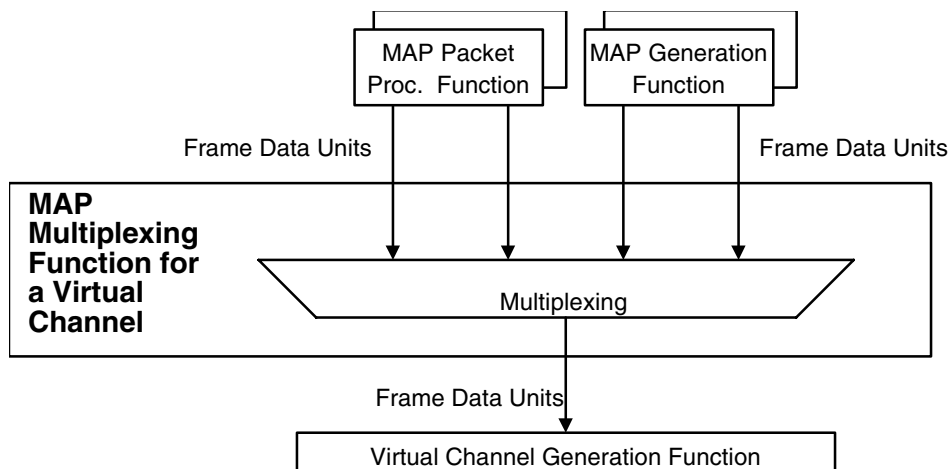 MAP Packet
Proc. Function
MAP Generation
Function
Frame Data Units
Frame Data Units
MAP
Multiplexing
Function for
a Virtual
Channel
Multiplexing
Frame Data Units
Virtual Channel Generation Function